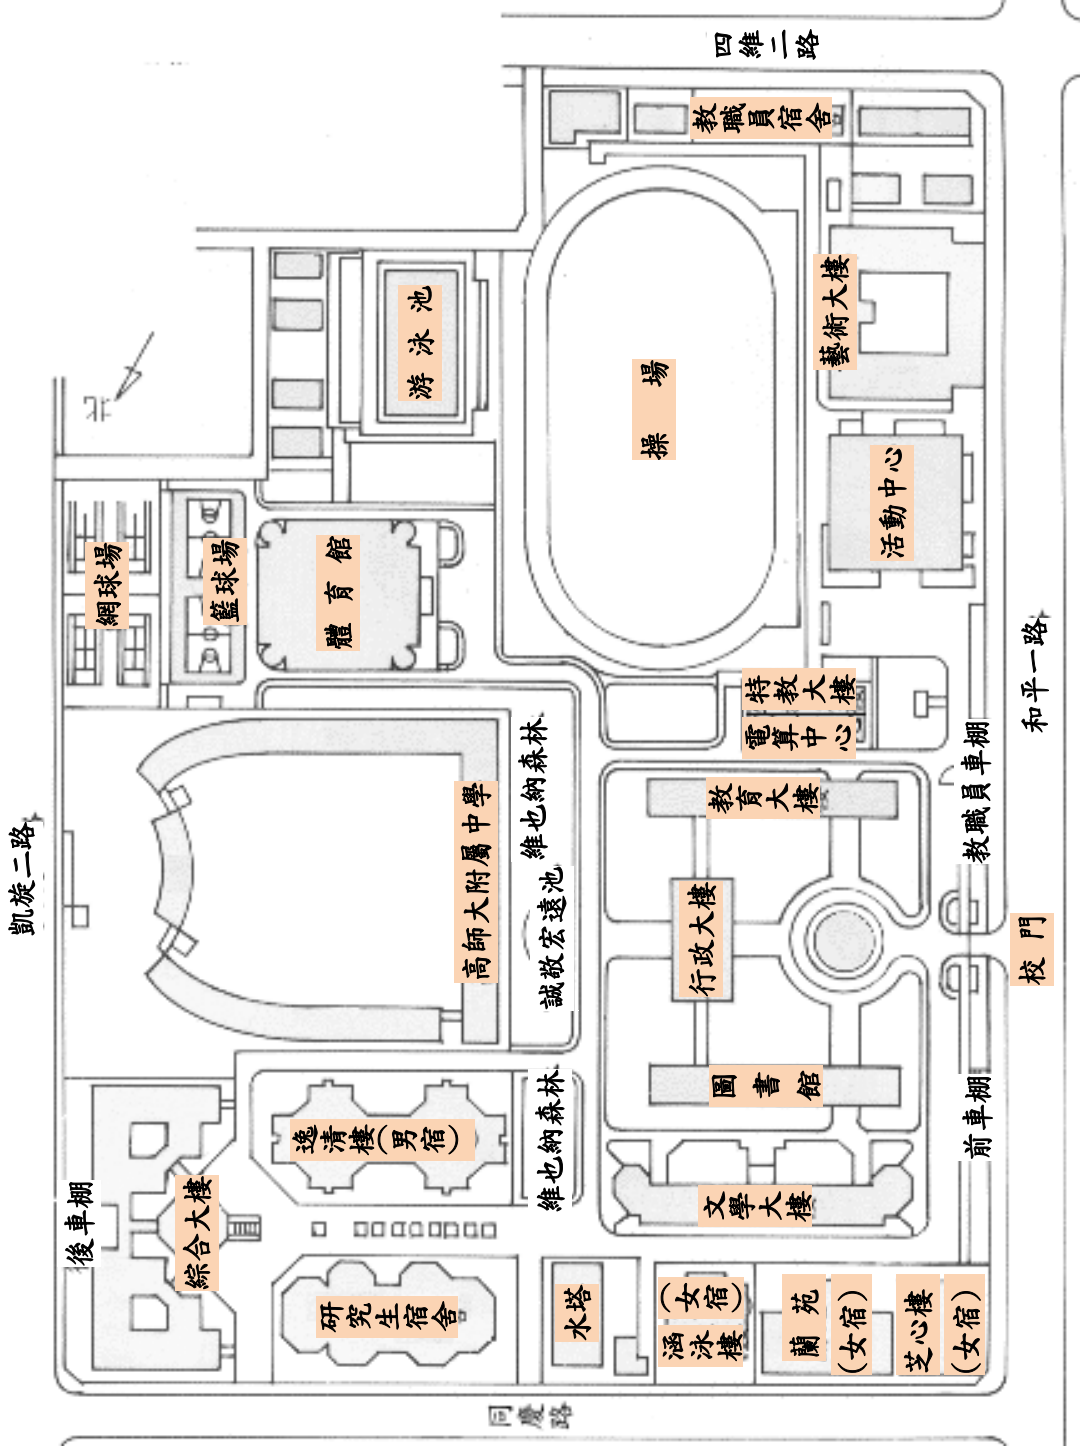 四維二路
教職員宿舍
藝術大樓
游泳池
北
操場
活動中心
網球場
籃球場
體育館
和平一路
特教大樓
電算中心
維也納森林
教職員車棚
教育大樓
高師大附屬中學
凱旋二路
誠敬宏遠池
行政大樓
校門
圖書館
前車棚
逸清樓(男宿)
維也納森林
後車棚
綜合大樓
文學大樓
研究生宿舍
水塔
涵泳樓
(女宿)
蘭苑
(女宿)
芝心樓
(女宿)
同慶路